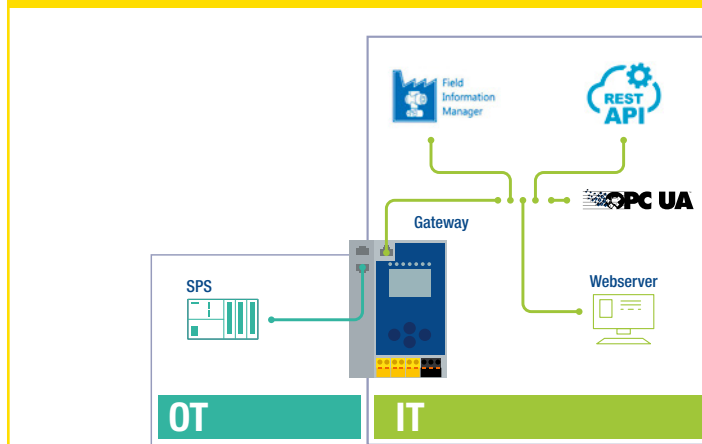 Field
Information
Manager
REST
API
OPC UA
Gateway
SPS
Webserver
OT
IT